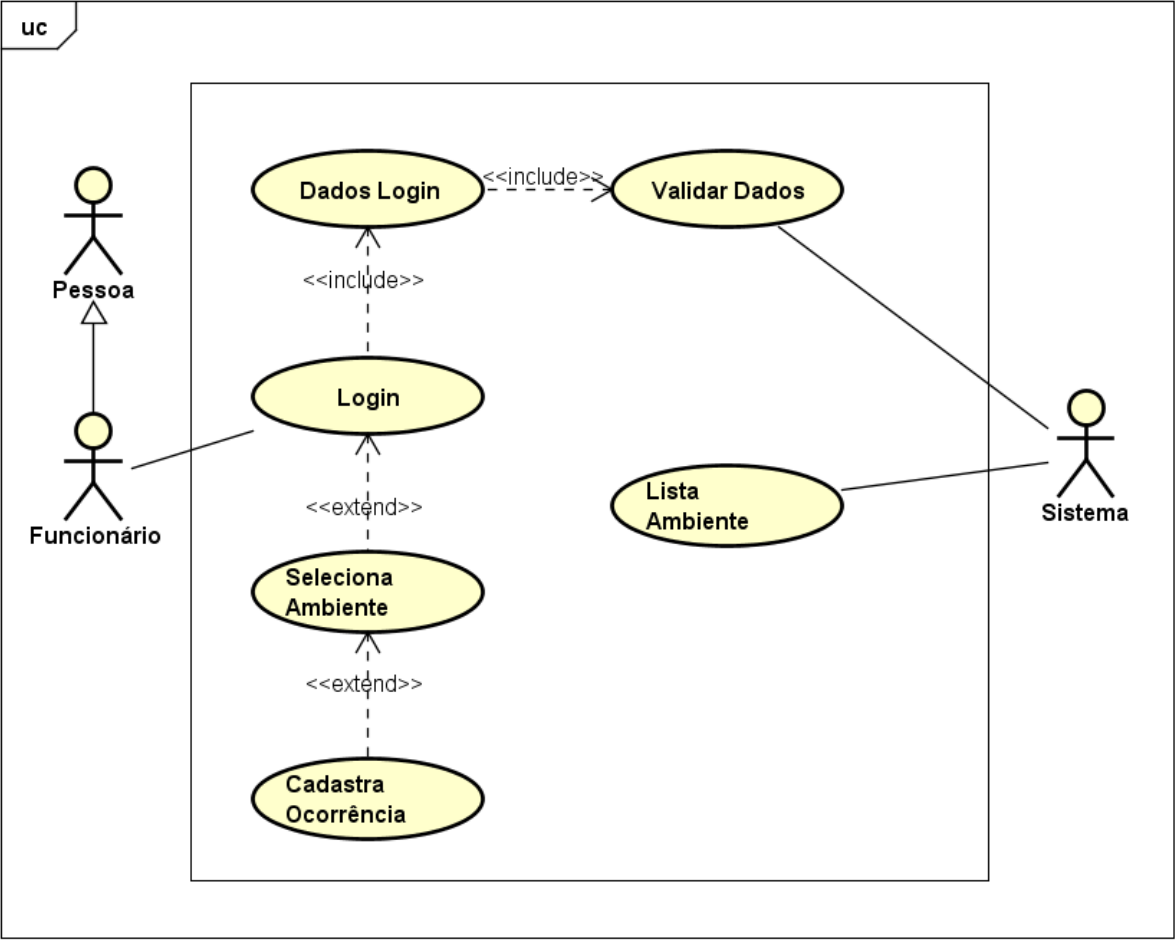 uc
Dados Login
<<include>>
Validar Dados
Pessoa
<<include>>
Login
Funcionário
<<extend>>
Lista
Ambiente
Sistema
Seleciona
Ambiente
<<extend>>
Cadastra
Ocorrência